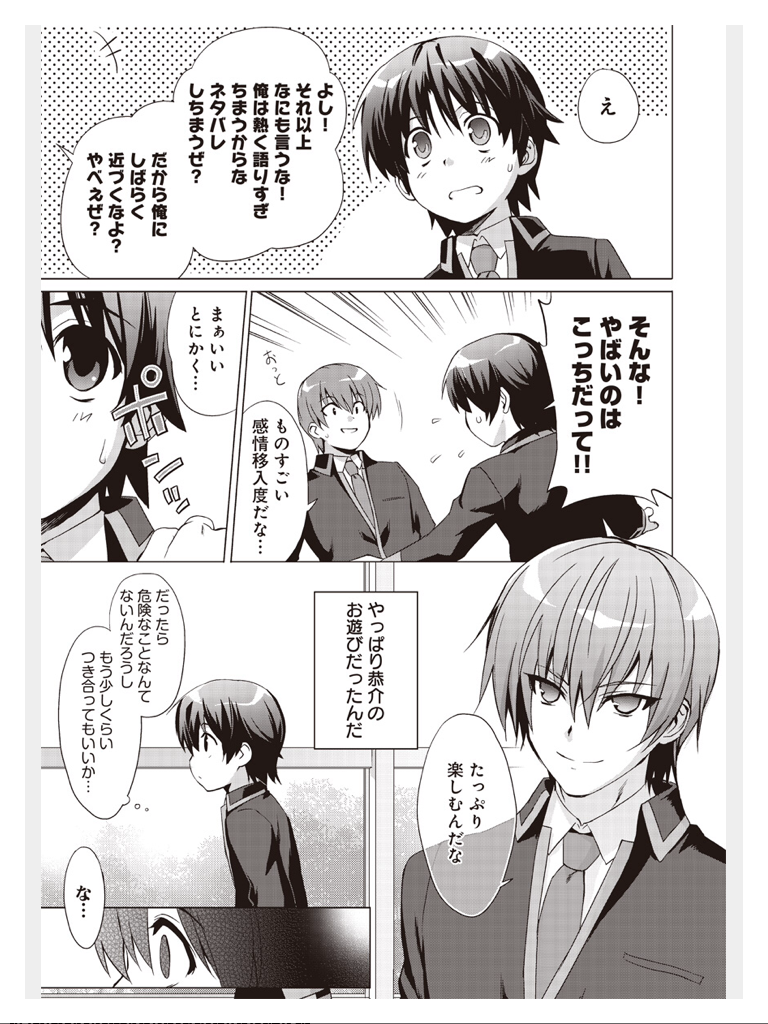 え
よし！
それ以上
なにも言うな！
俺は熱く語りすぎ
ちまうからな
ネタバレ
しちまうぜ？
だから俺に
しばらく
近づくなよ？
やべぇぜ？
そんな！
やばいのは
こっちだって!!
おっと
ものすごい
感情移入度だな…
まぁいい
とにかく…
ポンッ
たっぷり
楽しむんだな
やっぱり恭介の
お遊びだったんだ
だったら
危険なことなんて
ないんだろうし
もう少しくらい
つき合ってもいいか…
な…